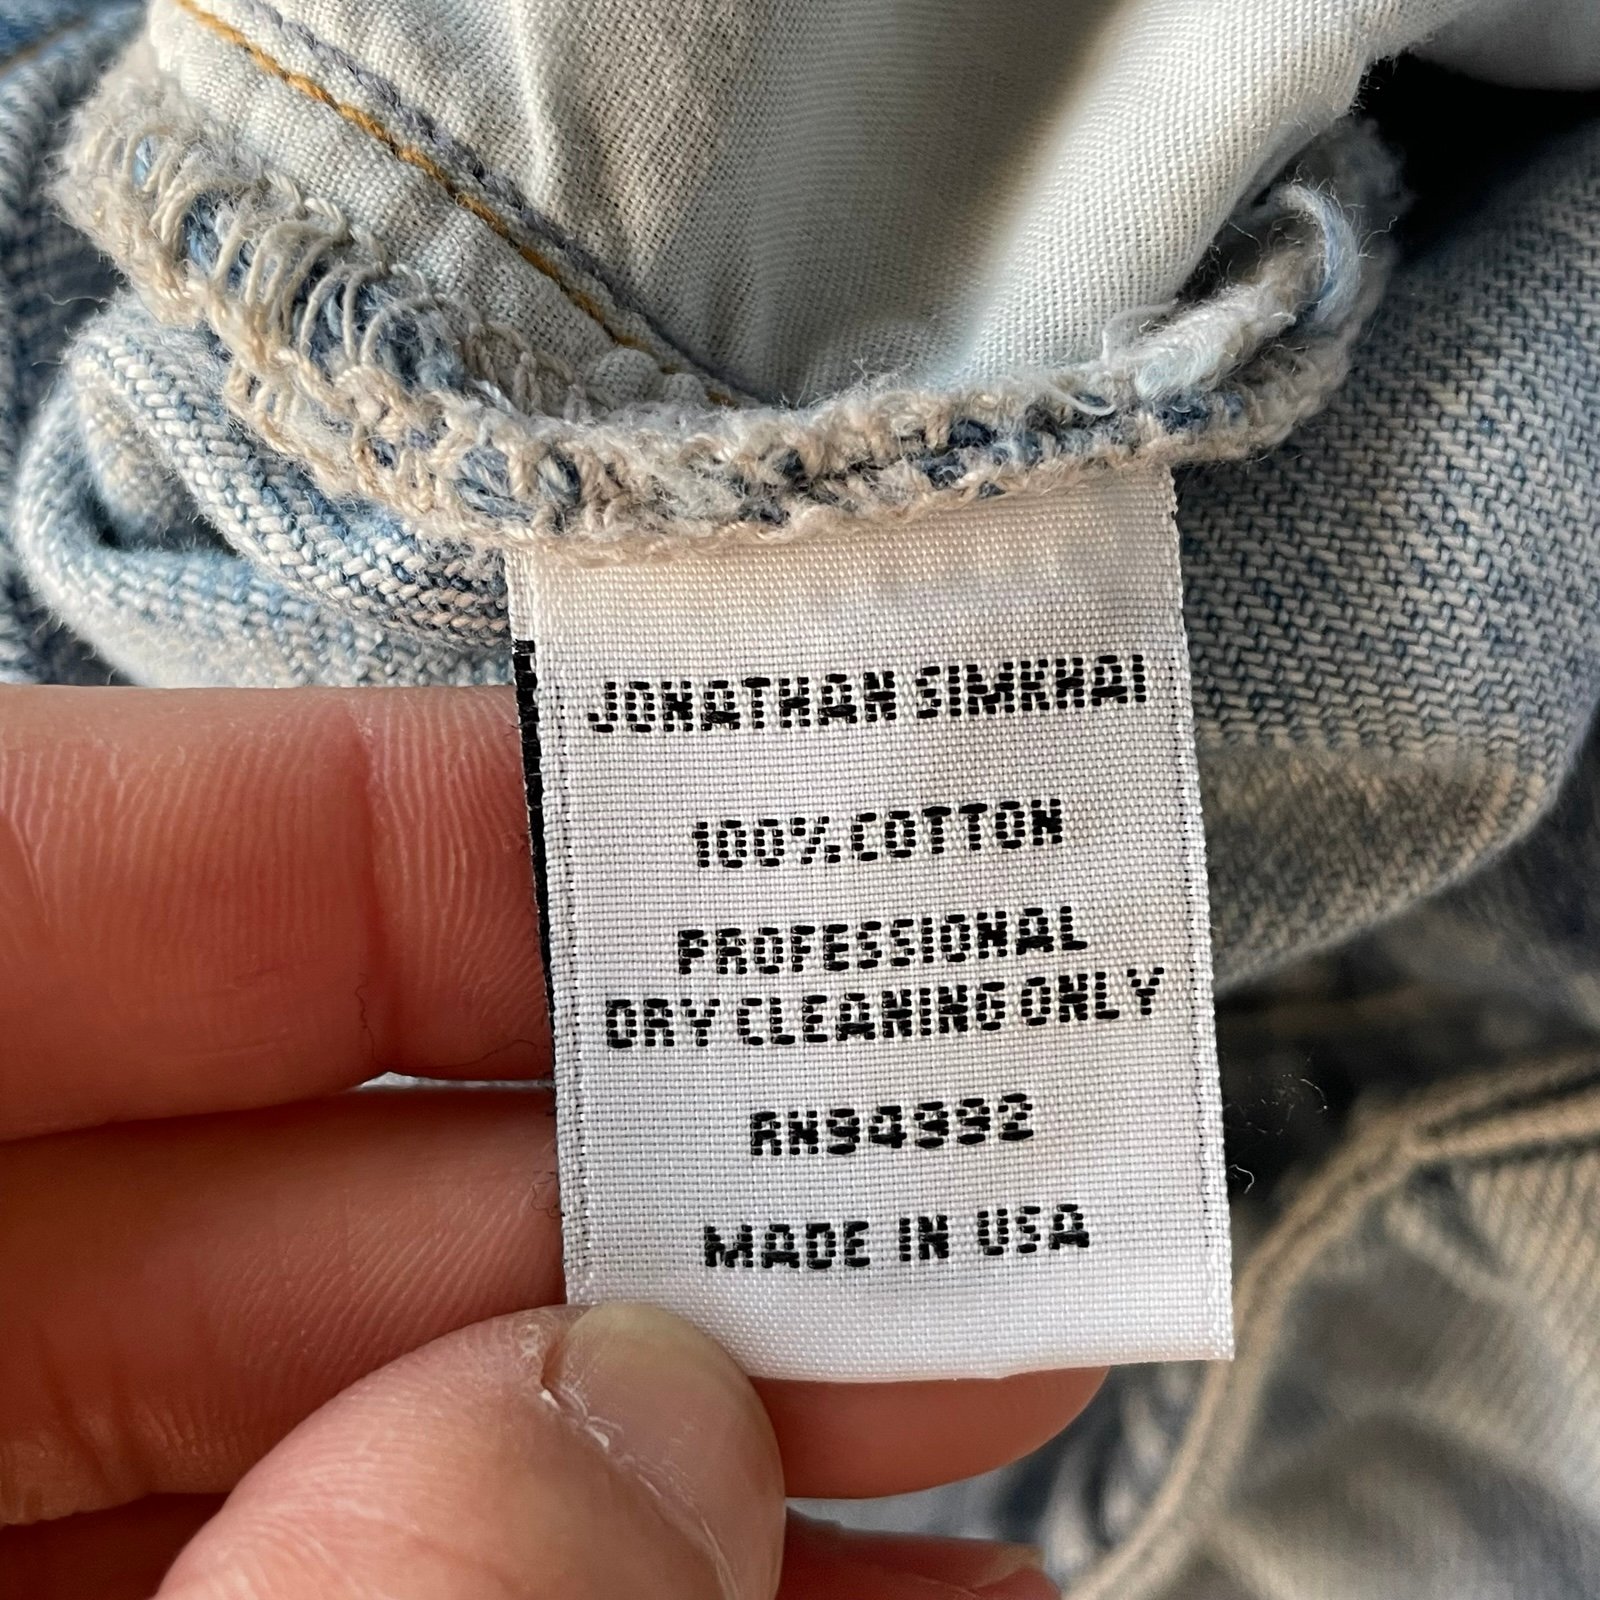 JONATHAN SIMKHAI
100% COTTON
PROFESSIONAL
DRY CLEANING ONLY
RN94992
MADE IN USA